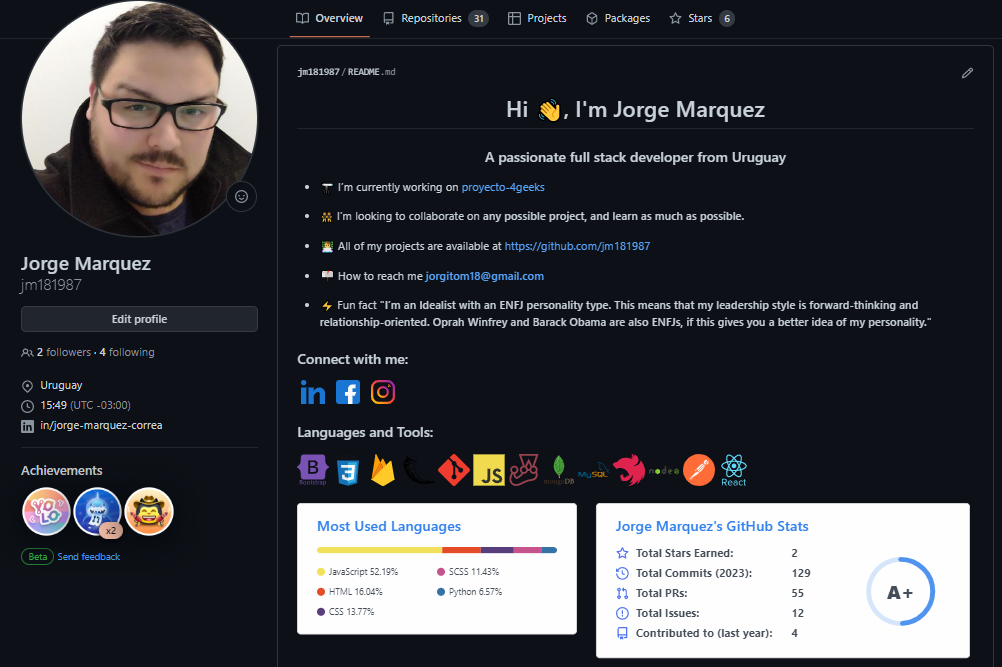 Overview
Repositories 31
Projects
Packages
Stars 6
Jorge Marquez
jm181987
Edit profile
2 followers · 4 following
Uruguay
15:49 (UTC -03:00)
in/jorge-marquez-correa
Achievements
YOLO
x2
Beta Send feedback
jm181987/README.md
Hi 👋, I'm Jorge Marquez
A passionate full stack developer from Uruguay
I’m currently working on proyecto-4geeks
I’m looking to collaborate on any possible project, and learn as much as possible.
All of my projects are available at https://github.com/jm181987
How to reach me jorgitom18@gmail.com
⚡ Fun fact "I’m an Idealist with an ENFJ personality type. This means that my leadership style is forward-thinking and
relationship-oriented. Oprah Winfrey and Barack Obama are also ENFJs, if this gives you a better idea of my personality."
Connect with me:
in
Languages and Tools:
B
Bootstrap
3
JS
mongoDB
MySQL
React
Most Used Languages
JavaScript 52.19%
HTML 16.04%
CSS 13.77%
SCSS 11.43%
Python 6.57%
Jorge Marquez's GitHub Stats
Total Stars Earned: 2
Total Commits (2023): 129
Total PRs: 55
Total Issues: 12
Contributed to (last year): 4
A+